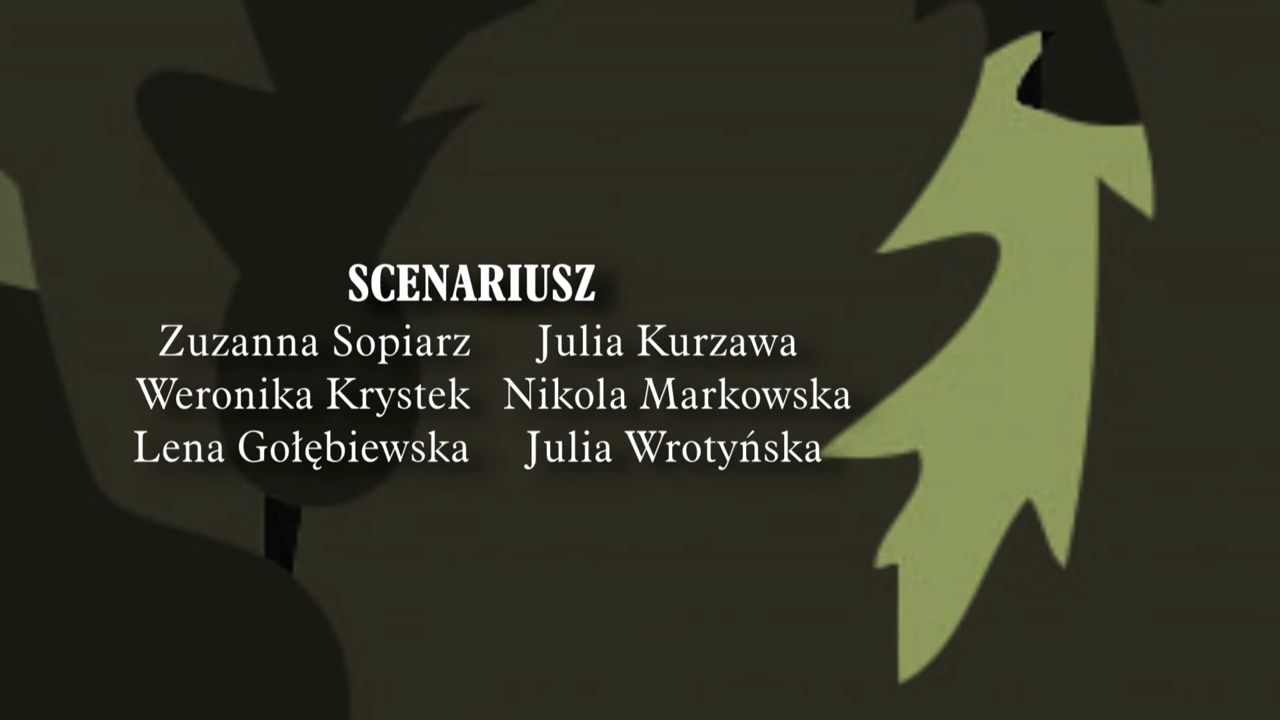 SCENARIUSZ
Zuzanna Sopiarz Julia Kurzawa
Weronika Krystek Nikola Markowska
Lena Gołębiewska Julia Wrotyńska